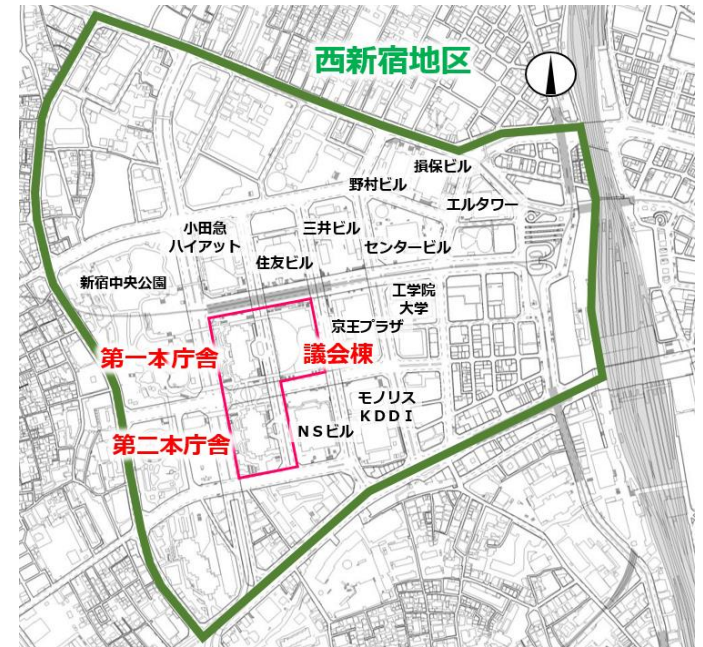 西新宿地区
損保ビル
野村ビル
エルタワー
小田急
ハイアット
三井ビル
センタービル
住友ビル
新宿中央公園
工学院
大学
京王プラザ
第一本庁舎
議会棟
モノリス
ＫＤＤＩ
ＮＳビル
第二本庁舎